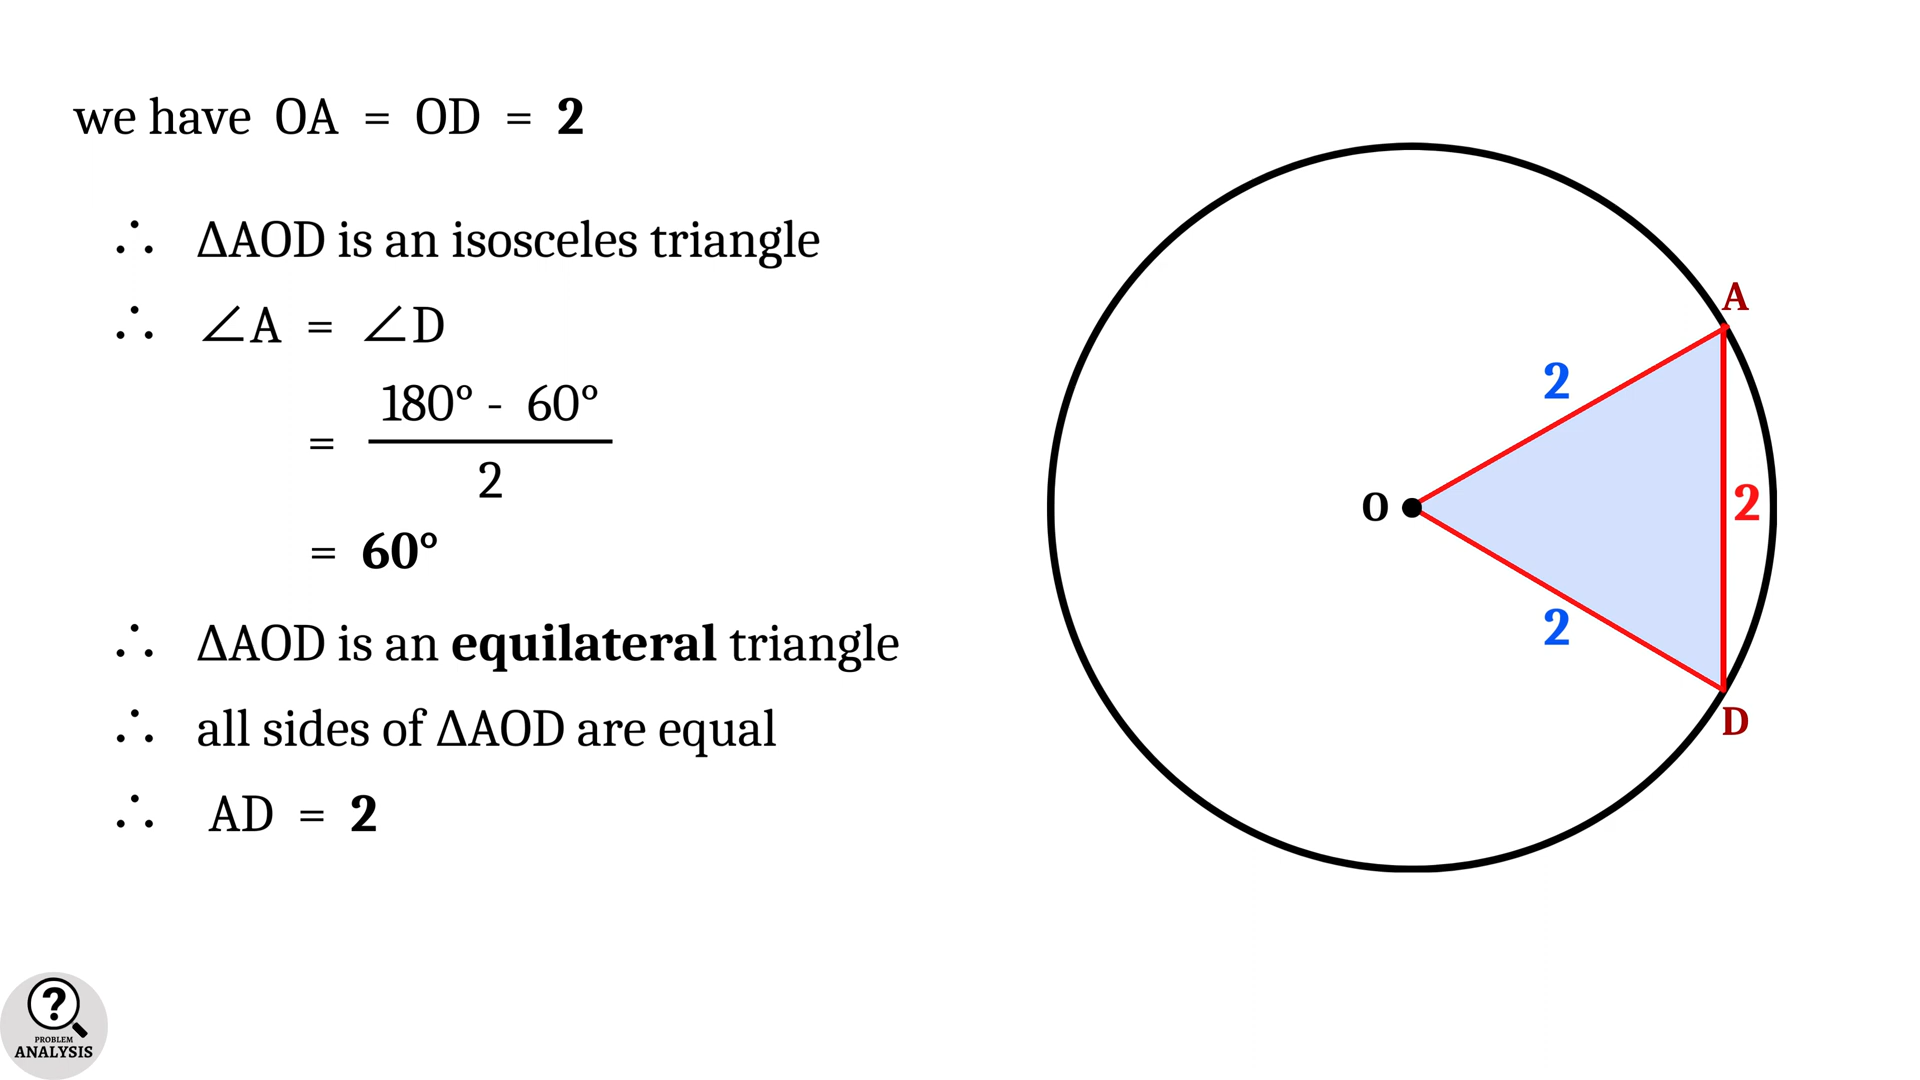 we have OA = OD = 2
∴ ΔAOD is an isosceles triangle
∴ ∠A = ∠D
= 180° - 60°
2
= 60°
∴ ΔAOD is an equilateral triangle
∴ all sides of ΔAOD are equal
∴ AD = 2
A
2
O
2
2
D
?
PROBLEM
ANALYSIS